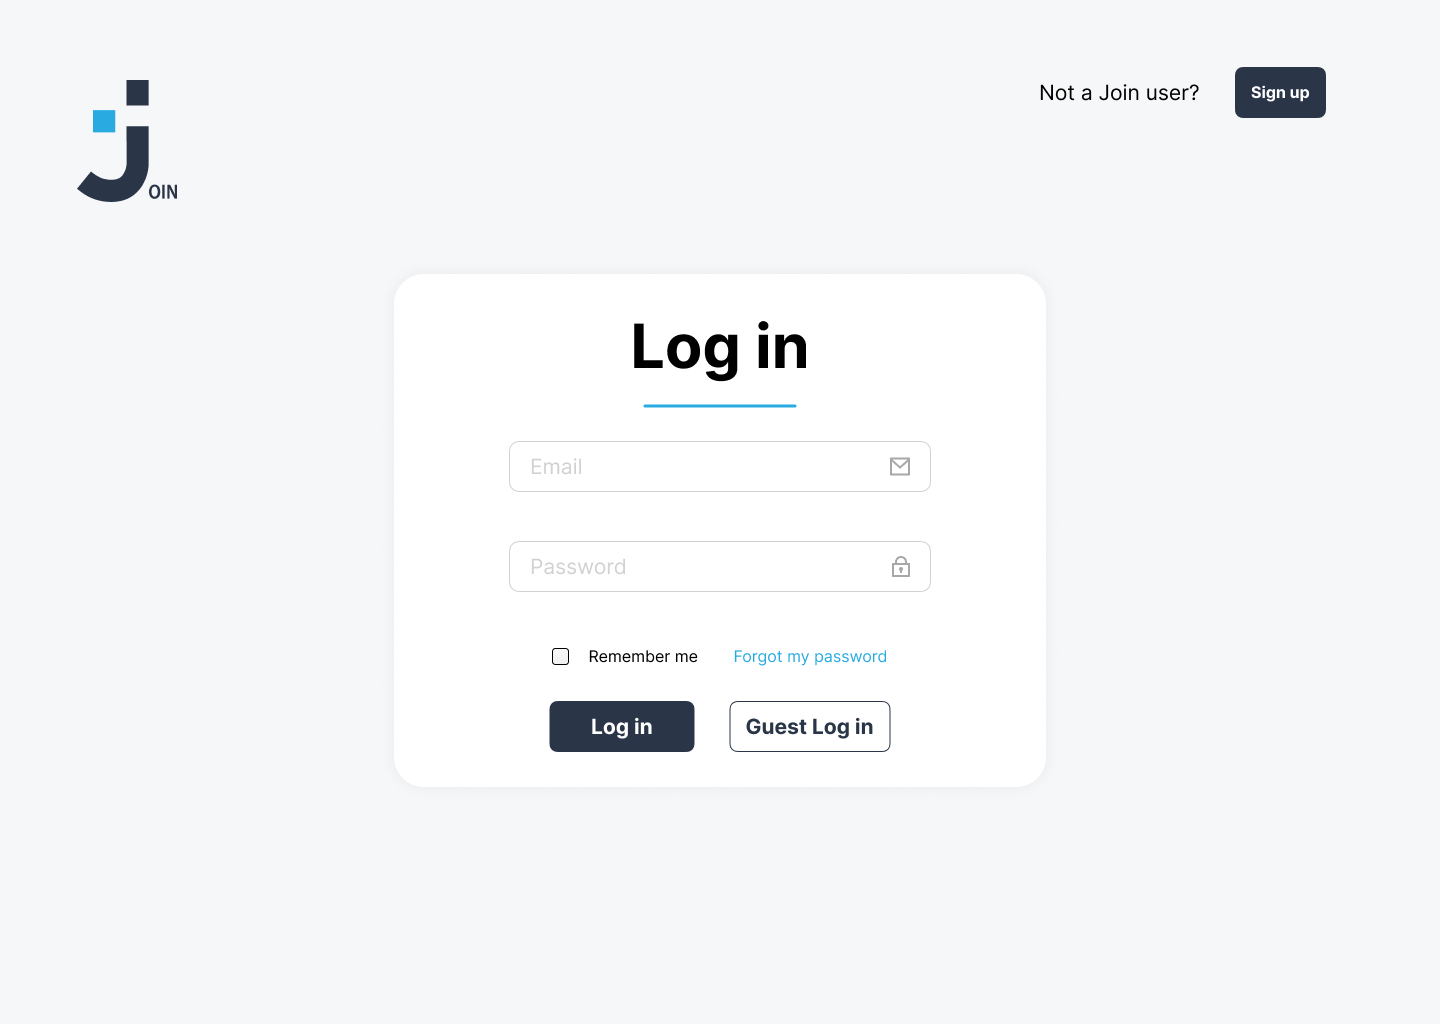 Not a Join user?
Sign up
JOIN
Log in
Email
Password
Remember me
Forgot my password
Log in
Guest Log in